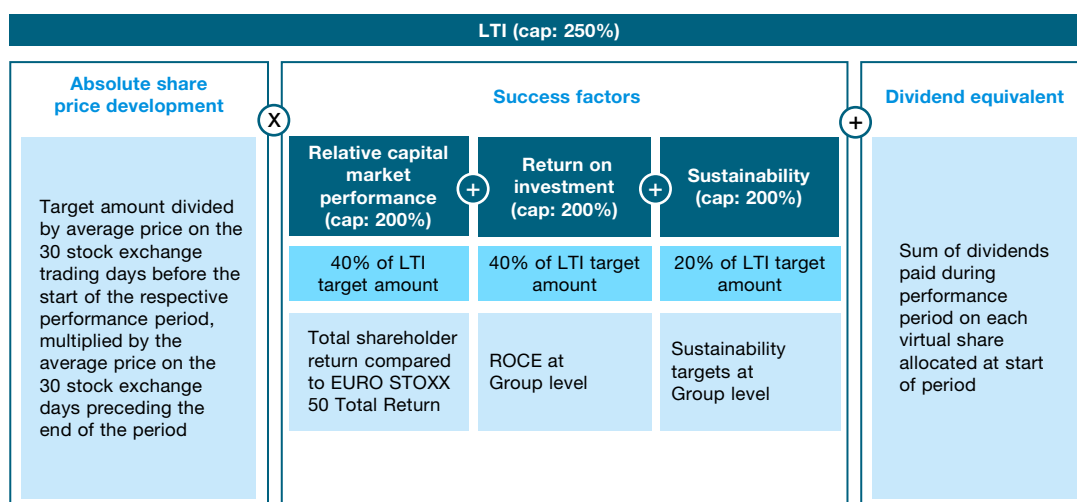 LTI (cap: 250%)
Absolute share
price development
X
Success factors
+
Dividend equivalent
Target amount divided
by average price on the
30 stock exchange
trading days before the
start of the respective
performance period,
multiplied by the
average price on the
30 stock exchange
days preceding the
end of the period
Relative capital
market
performance
(cap: 200%)
+
Return on
investment
(cap: 200%)
+
Sustainability
(cap: 200%)
40% of LTI
target amount
40% of LTI target
amount
20% of LTI target
amount
Total shareholder
return compared
to EURO STOXX
50 Total Return
ROCE at
Group level
Sustainability
targets at
Group level
Sum of dividends
paid during
performance
period on each
virtual share
allocated at start
of period